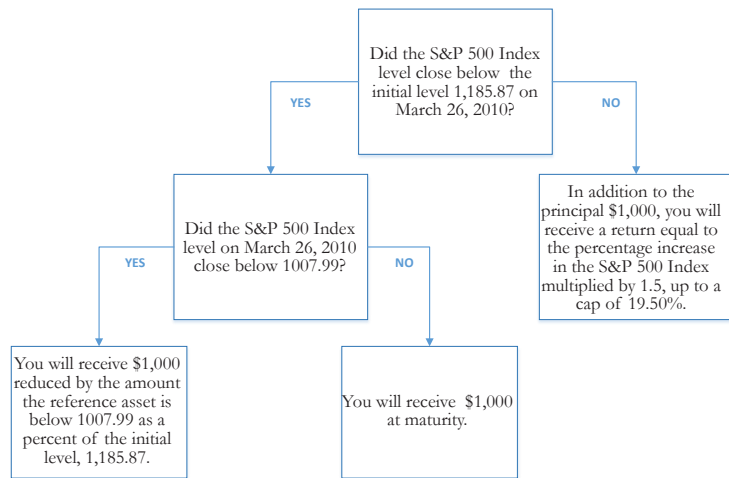 Did the S&P 500 Index
level close below the
initial level 1,185.87 on
March 26, 2010?
YES
NO
Did the S&P 500 Index
level on March 26, 2010
close below 1007.99?
In addition to the
principal $1,000, you will
receive a return equal to
the percentage increase
in the S&P 500 Index
multiplied by 1.5, up to a
cap of 19.50%.
YES
NO
You will receive $1,000
reduced by the amount
the reference asset is
below 1007.99 as a
percent of the initial
level, 1,185.87.
You will receive $1,000
at maturity.